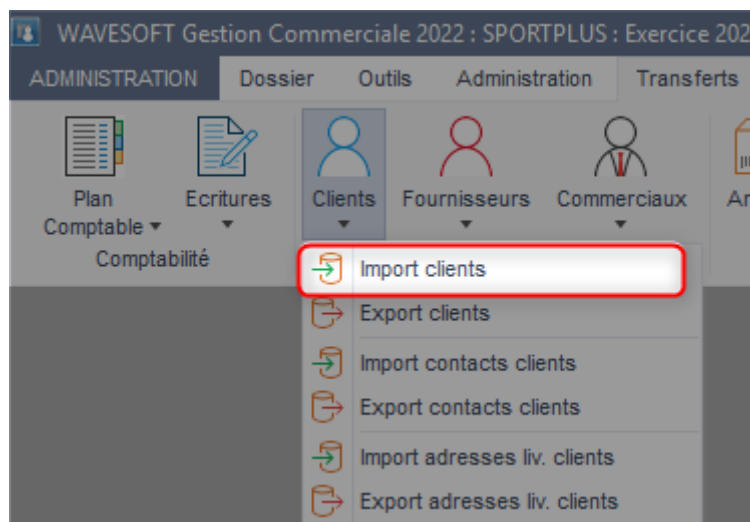 WAVESOFT Gestion Commerciale 2022 : SPORTPLUS : Exercice 202
ADMINISTRATION Dossier Outils Administration Transferts
Plan Comptable
Ecritures
Clients
Fournisseurs
Commerciaux
Ar
Comptabilité
Import clients
Export clients
Import contacts clients
Export contacts clients
Import adresses liv. clients
Export adresses liv. clients